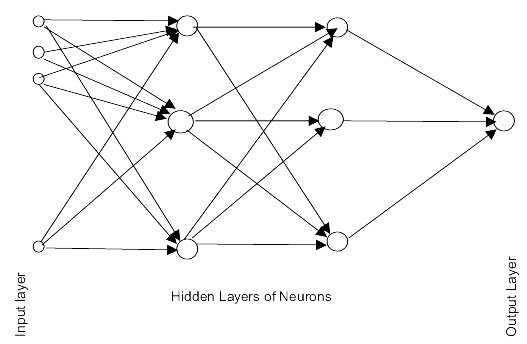 Input layer
Hidden Layers of Neurons
Output Layer